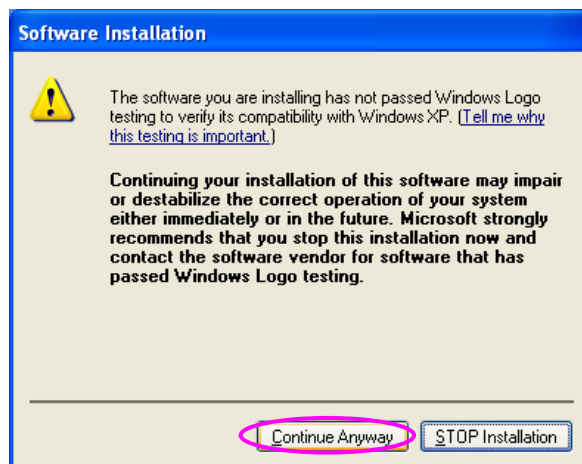 Software Installation
The software you are installing has not passed Windows Logo
testing to verify its compatibility with Windows XP. (Tell me why
this testing is important.)
Continuing your installation of this software may impair
or destabilize the correct operation of your system
either immediately or in the future. Microsoft strongly
recommends that you stop this installation now and
contact the software vendor for software that has
passed Windows Logo testing.
Continue Anyway STOP Installation